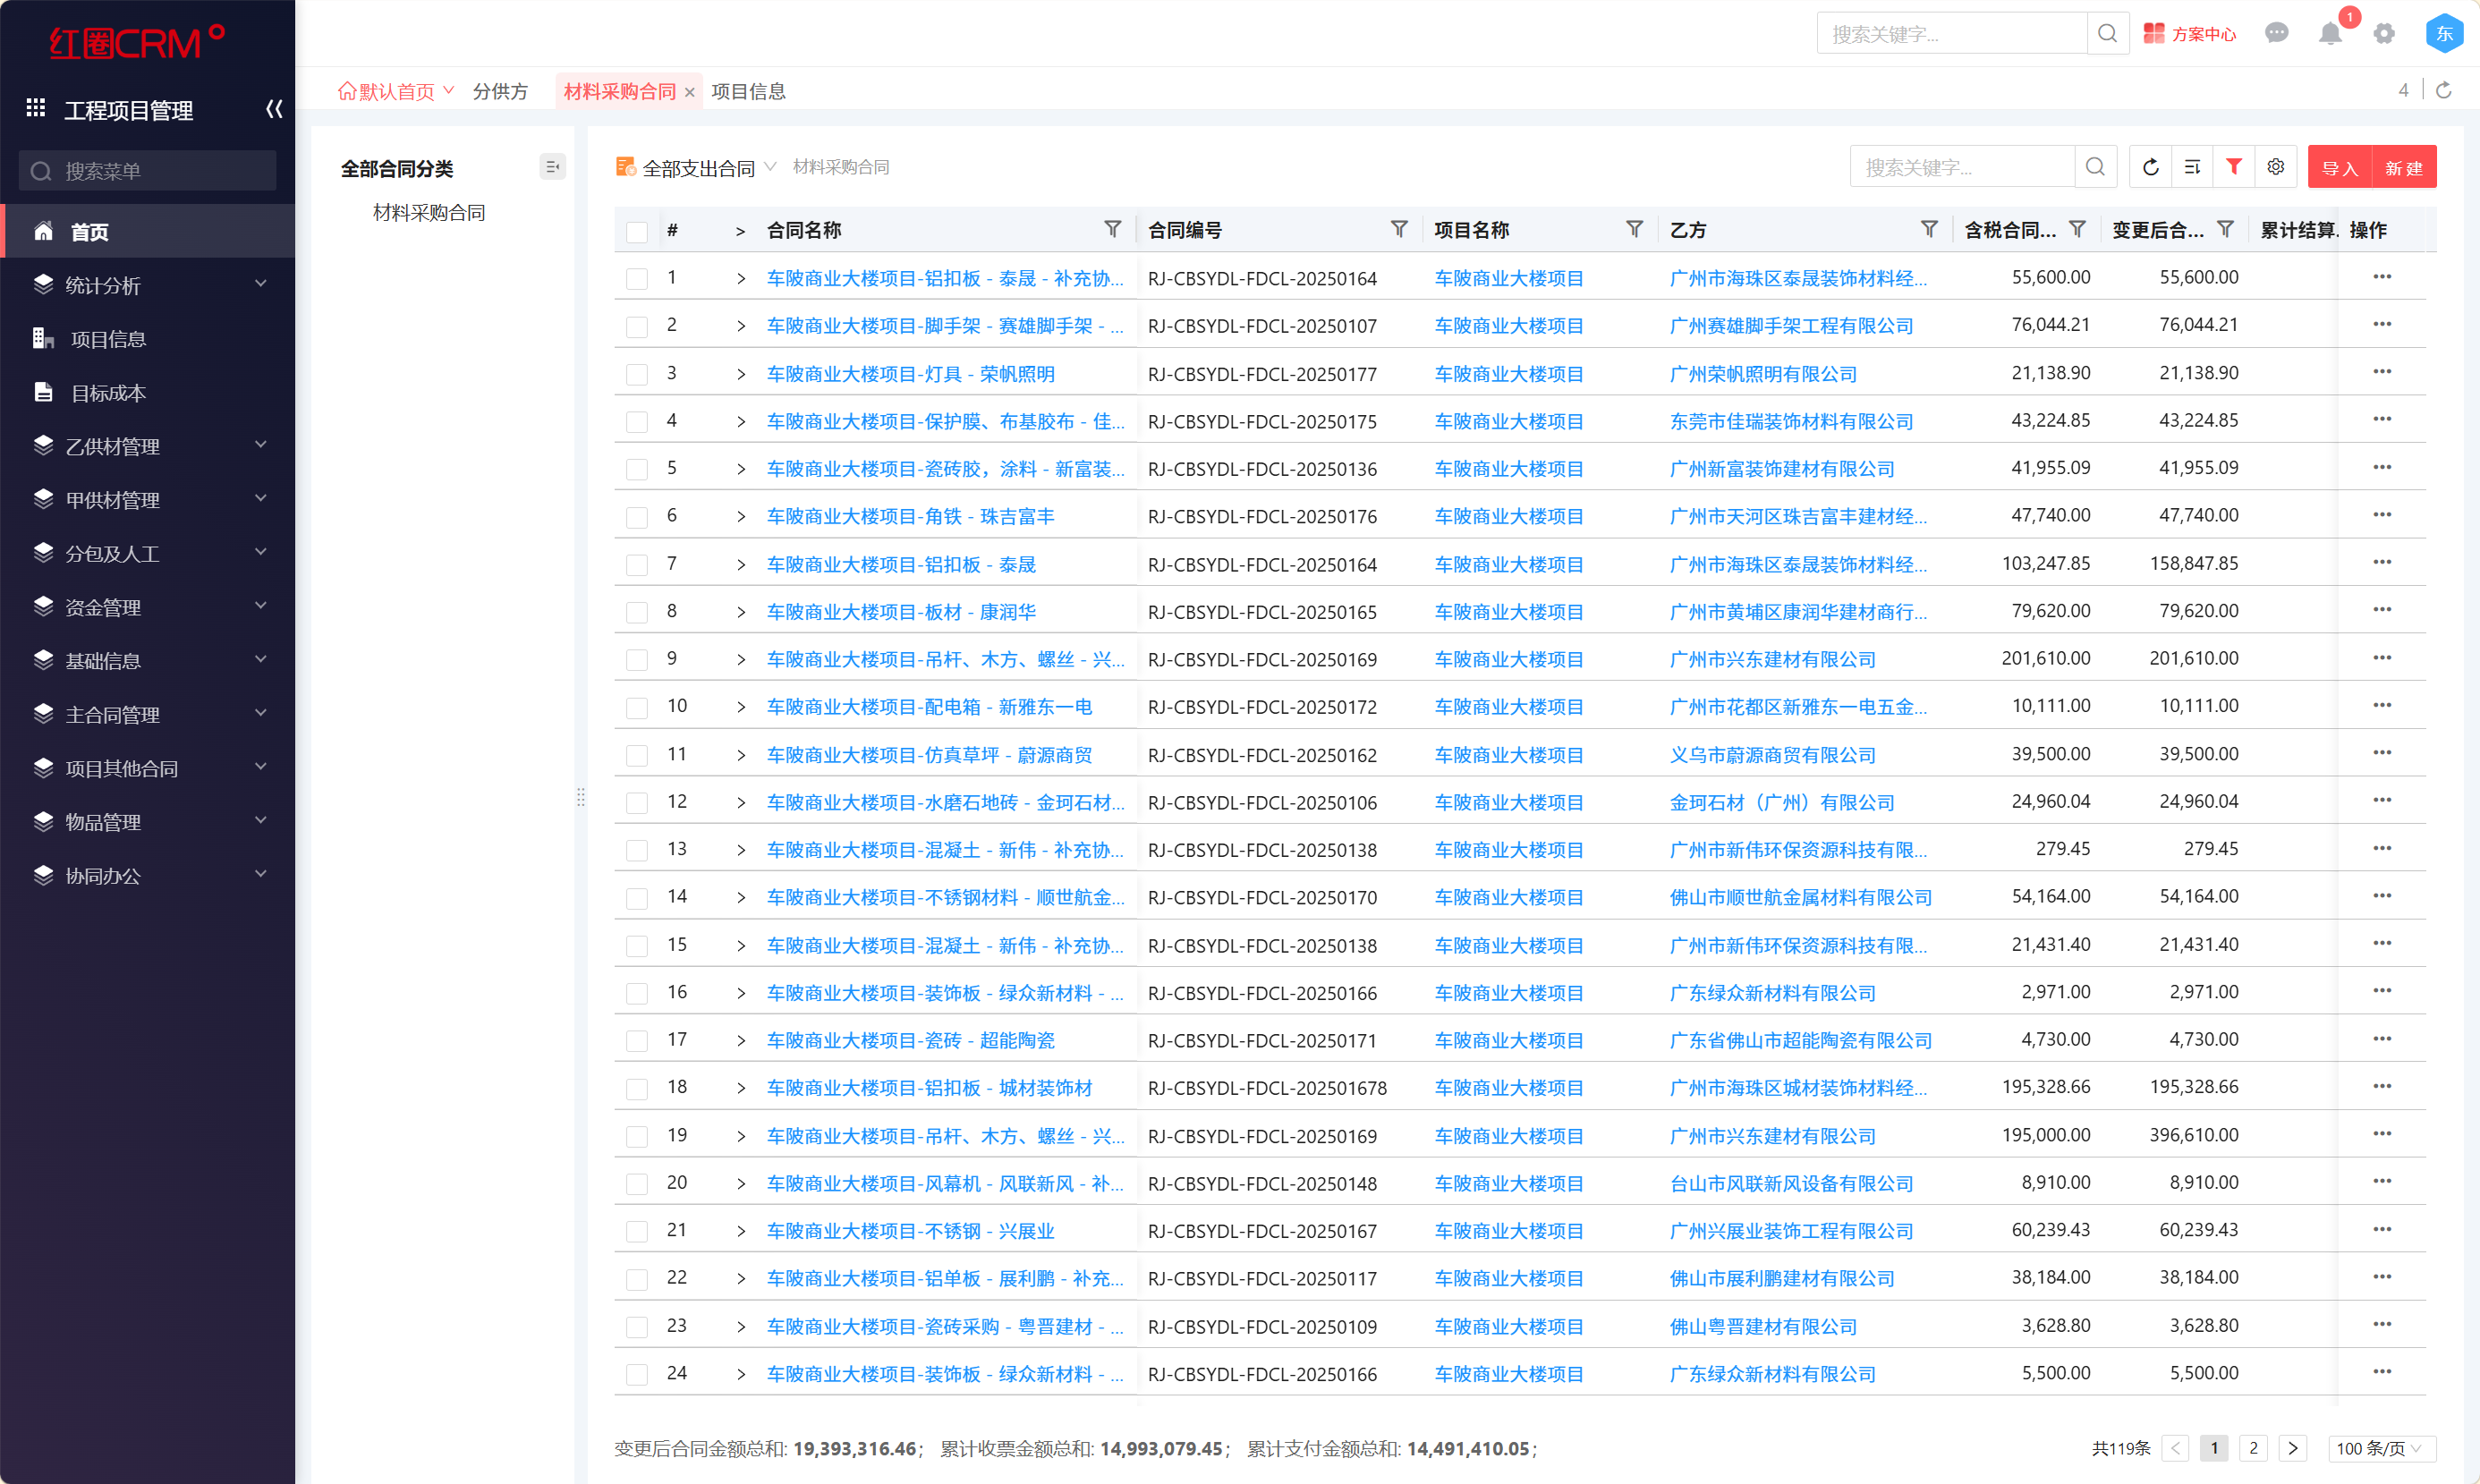 红圈CRM
搜索关键字...
方案中心
1
东
工程项目管理
默认首页 分供方 材料采购合同 × 项目信息
4
搜索菜单
首页
统计分析
项目信息
目标成本
乙供材管理
甲供材管理
分包及人工
资金管理
基础信息
主合同管理
项目其他合同
物品管理
协同办公
全部合同分类
材料采购合同
全部支出合同 材料采购合同
搜索关键字...
导入 新建
# > 合同名称 合同编号 项目名称 乙方 含税合同... 变更后合... 累计结算. 操作
1 > 车陂商业大楼项目-铝扣板 - 泰晟 - 补充协... RJ-CBSYDL-FDCL-20250164 车陂商业大楼项目 广州市海珠区泰晟装饰材料经... 55,600.00 55,600.00 •••
2 > 车陂商业大楼项目-脚手架 - 赛雄脚手架 - ... RJ-CBSYDL-FDCL-20250107 车陂商业大楼项目 广州赛雄脚手架工程有限公司 76,044.21 76,044.21 •••
3 > 车陂商业大楼项目-灯具 - 荣帆照明 RJ-CBSYDL-FDCL-20250177 车陂商业大楼项目 广州荣帆照明有限公司 21,138.90 21,138.90 •••
4 > 车陂商业大楼项目-保护膜、布基胶布 - 佳... RJ-CBSYDL-FDCL-20250175 车陂商业大楼项目 东莞市佳瑞装饰材料有限公司 43,224.85 43,224.85 •••
5 > 车陂商业大楼项目-瓷砖胶，涂料 - 新富装... RJ-CBSYDL-FDCL-20250136 车陂商业大楼项目 广州新富装饰建材有限公司 41,955.09 41,955.09 •••
6 > 车陂商业大楼项目-角铁 - 珠吉富丰 RJ-CBSYDL-FDCL-20250176 车陂商业大楼项目 广州市天河区珠吉富丰建材经... 47,740.00 47,740.00 •••
7 > 车陂商业大楼项目-铝扣板 - 泰晟 RJ-CBSYDL-FDCL-20250164 车陂商业大楼项目 广州市海珠区泰晟装饰材料经... 103,247.85 158,847.85 •••
8 > 车陂商业大楼项目-板材 - 康润华 RJ-CBSYDL-FDCL-20250165 车陂商业大楼项目 广州市黄埔区康润华建材商行... 79,620.00 79,620.00 •••
9 > 车陂商业大楼项目-吊杆、木方、螺丝 - 兴... RJ-CBSYDL-FDCL-20250169 车陂商业大楼项目 广州市兴东建材有限公司 201,610.00 201,610.00 •••
10 > 车陂商业大楼项目-配电箱 - 新雅东一电 RJ-CBSYDL-FDCL-20250172 车陂商业大楼项目 广州市花都区新雅东一电五金... 10,111.00 10,111.00 •••
11 > 车陂商业大楼项目-仿真草坪 - 蔚源商贸 RJ-CBSYDL-FDCL-20250162 车陂商业大楼项目 义乌市蔚源商贸有限公司 39,500.00 39,500.00 •••
12 > 车陂商业大楼项目-水磨石地砖 - 金珂石材... RJ-CBSYDL-FDCL-20250106 车陂商业大楼项目 金珂石材（广州）有限公司 24,960.04 24,960.04 •••
13 > 车陂商业大楼项目-混凝土 - 新伟 - 补充协... RJ-CBSYDL-FDCL-20250138 车陂商业大楼项目 广州市新伟环保资源科技有限... 279.45 279.45 •••
14 > 车陂商业大楼项目-不锈钢材料 - 顺世航金... RJ-CBSYDL-FDCL-20250170 车陂商业大楼项目 佛山市顺世航金属材料有限公司 54,164.00 54,164.00 •••
15 > 车陂商业大楼项目-混凝土 - 新伟 - 补充协... RJ-CBSYDL-FDCL-20250138 车陂商业大楼项目 广州市新伟环保资源科技有限... 21,431.40 21,431.40 •••
16 > 车陂商业大楼项目-装饰板 - 绿众新材料 - ... RJ-CBSYDL-FDCL-20250166 车陂商业大楼项目 广东绿众新材料有限公司 2,971.00 2,971.00 •••
17 > 车陂商业大楼项目-瓷砖 - 超能陶瓷 RJ-CBSYDL-FDCL-20250171 车陂商业大楼项目 广东省佛山市超能陶瓷有限公司 4,730.00 4,730.00 •••
18 > 车陂商业大楼项目-铝扣板 - 城材装饰材 RJ-CBSYDL-FDCL-202501678 车陂商业大楼项目 广州市海珠区城材装饰材料经... 195,328.66 195,328.66 •••
19 > 车陂商业大楼项目-吊杆、木方、螺丝 - 兴... RJ-CBSYDL-FDCL-20250169 车陂商业大楼项目 广州市兴东建材有限公司 195,000.00 396,610.00 •••
20 > 车陂商业大楼项目-风幕机 - 风联新风 - 补... RJ-CBSYDL-FDCL-20250148 车陂商业大楼项目 台山市风联新风设备有限公司 8,910.00 8,910.00 •••
21 > 车陂商业大楼项目-不锈钢 - 兴展业 RJ-CBSYDL-FDCL-20250167 车陂商业大楼项目 广州兴展业装饰工程有限公司 60,239.43 60,239.43 •••
22 > 车陂商业大楼项目-铝单板 - 展利鹏 - 补充... RJ-CBSYDL-FDCL-20250117 车陂商业大楼项目 佛山市展利鹏建材有限公司 38,184.00 38,184.00 •••
23 > 车陂商业大楼项目-瓷砖采购 - 粤晋建材 - ... RJ-CBSYDL-FDCL-20250109 车陂商业大楼项目 佛山粤晋建材有限公司 3,628.80 3,628.80 •••
24 > 车陂商业大楼项目-装饰板 - 绿众新材料 - ... RJ-CBSYDL-FDCL-20250166 车陂商业大楼项目 广东绿众新材料有限公司 5,500.00 5,500.00 •••
变更后合同金额总和: 19,393,316.46； 累计收票金额总和: 14,993,079.45； 累计支付金额总和: 14,491,410.05；
共119条 < 1 2 > 100 条/页